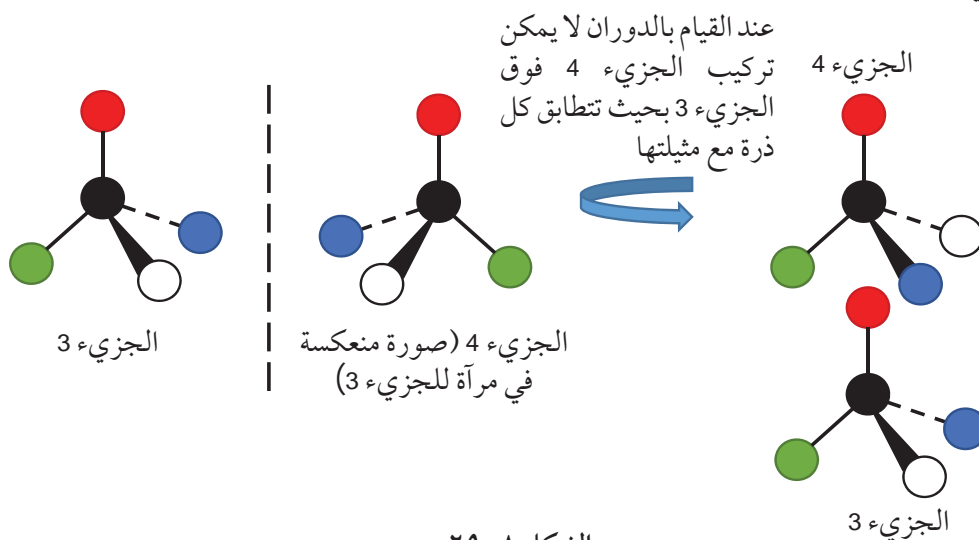 عند القيام بالدوران لا يمكن
تركيب الجزيء 4 فوق
الجزيء 3 بحيث تتطابق كل
ذرة مع مثيلتها
الجزيء 4
الجزيء 3
الجزيء 4 (صورة منعكسة
في مرآة للجزيء 3)
الجزيء 3